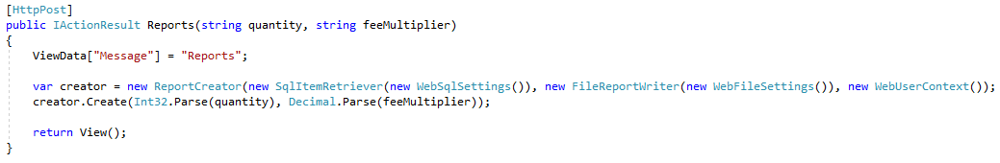 [HttpPost]
public IActionResult Reports(string quantity, string feeMultiplier)
{
    ViewData["Message"] = "Reports";

    var creator = new ReportCreator(new SqlItemRetriever(new WebSqlSettings()), new FileReportWriter(new WebFileSettings()), new WebUserContext());
    creator.Create(Int32.Parse(quantity), Decimal.Parse(feeMultiplier));

    return View();
}